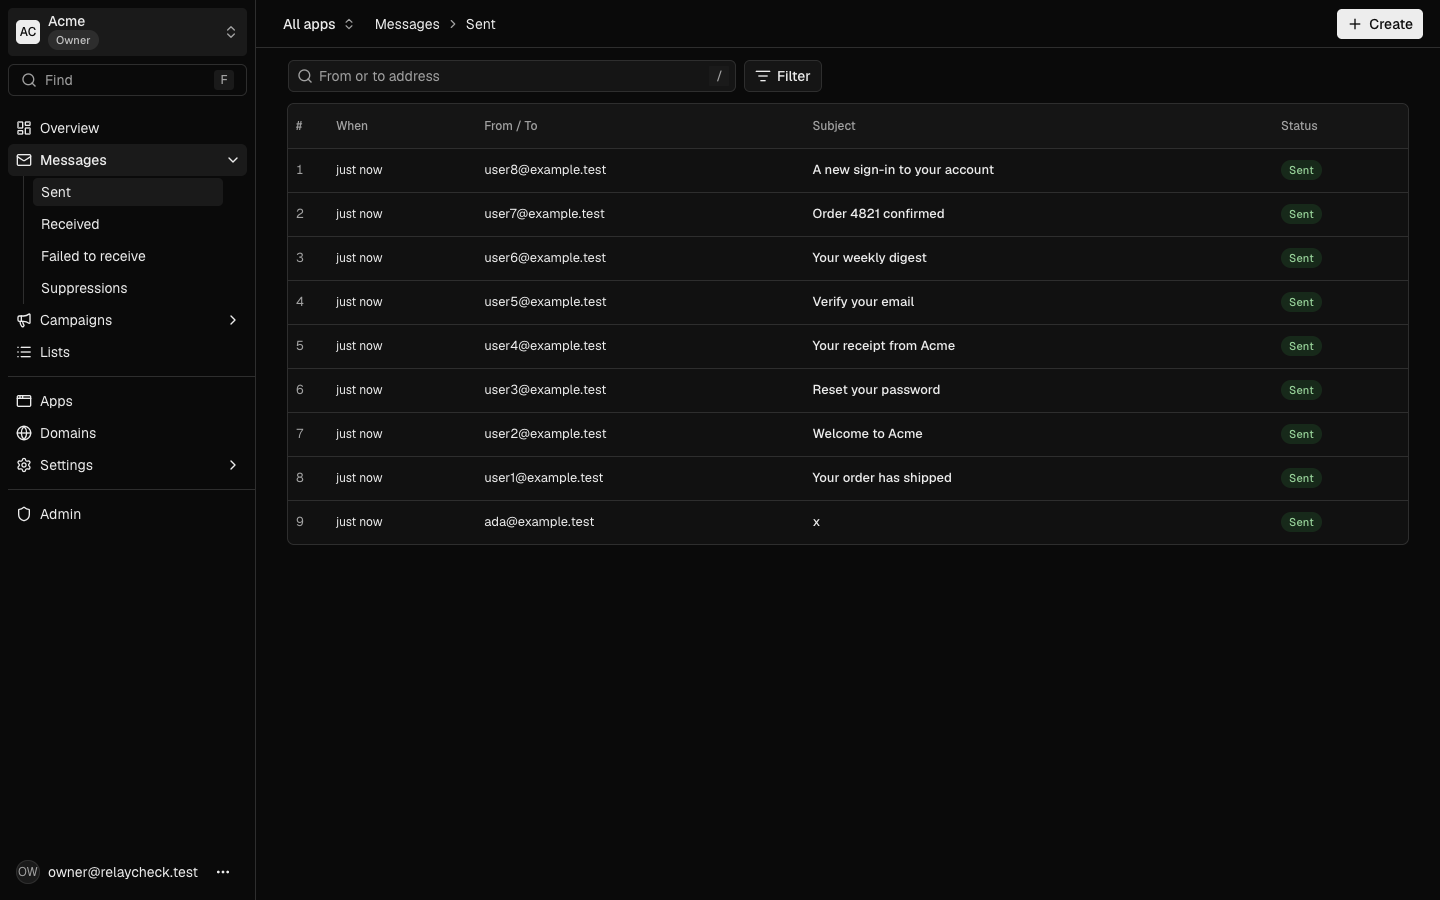 AC
Acme
Owner
Find
F
Overview
Messages
Sent
Received
Failed to receive
Suppressions
Campaigns
Lists
Apps
Domains
Settings
Admin
OW
owner@relaycheck.test
All apps Messages Sent
Create
From or to address /
Filter
# When From / To Subject Status
1 just now user8@example.test A new sign-in to your account Sent
2 just now user7@example.test Order 4821 confirmed Sent
3 just now user6@example.test Your weekly digest Sent
4 just now user5@example.test Verify your email Sent
5 just now user4@example.test Your receipt from Acme Sent
6 just now user3@example.test Reset your password Sent
7 just now user2@example.test Welcome to Acme Sent
8 just now user1@example.test Your order has shipped Sent
9 just now ada@example.test x Sent